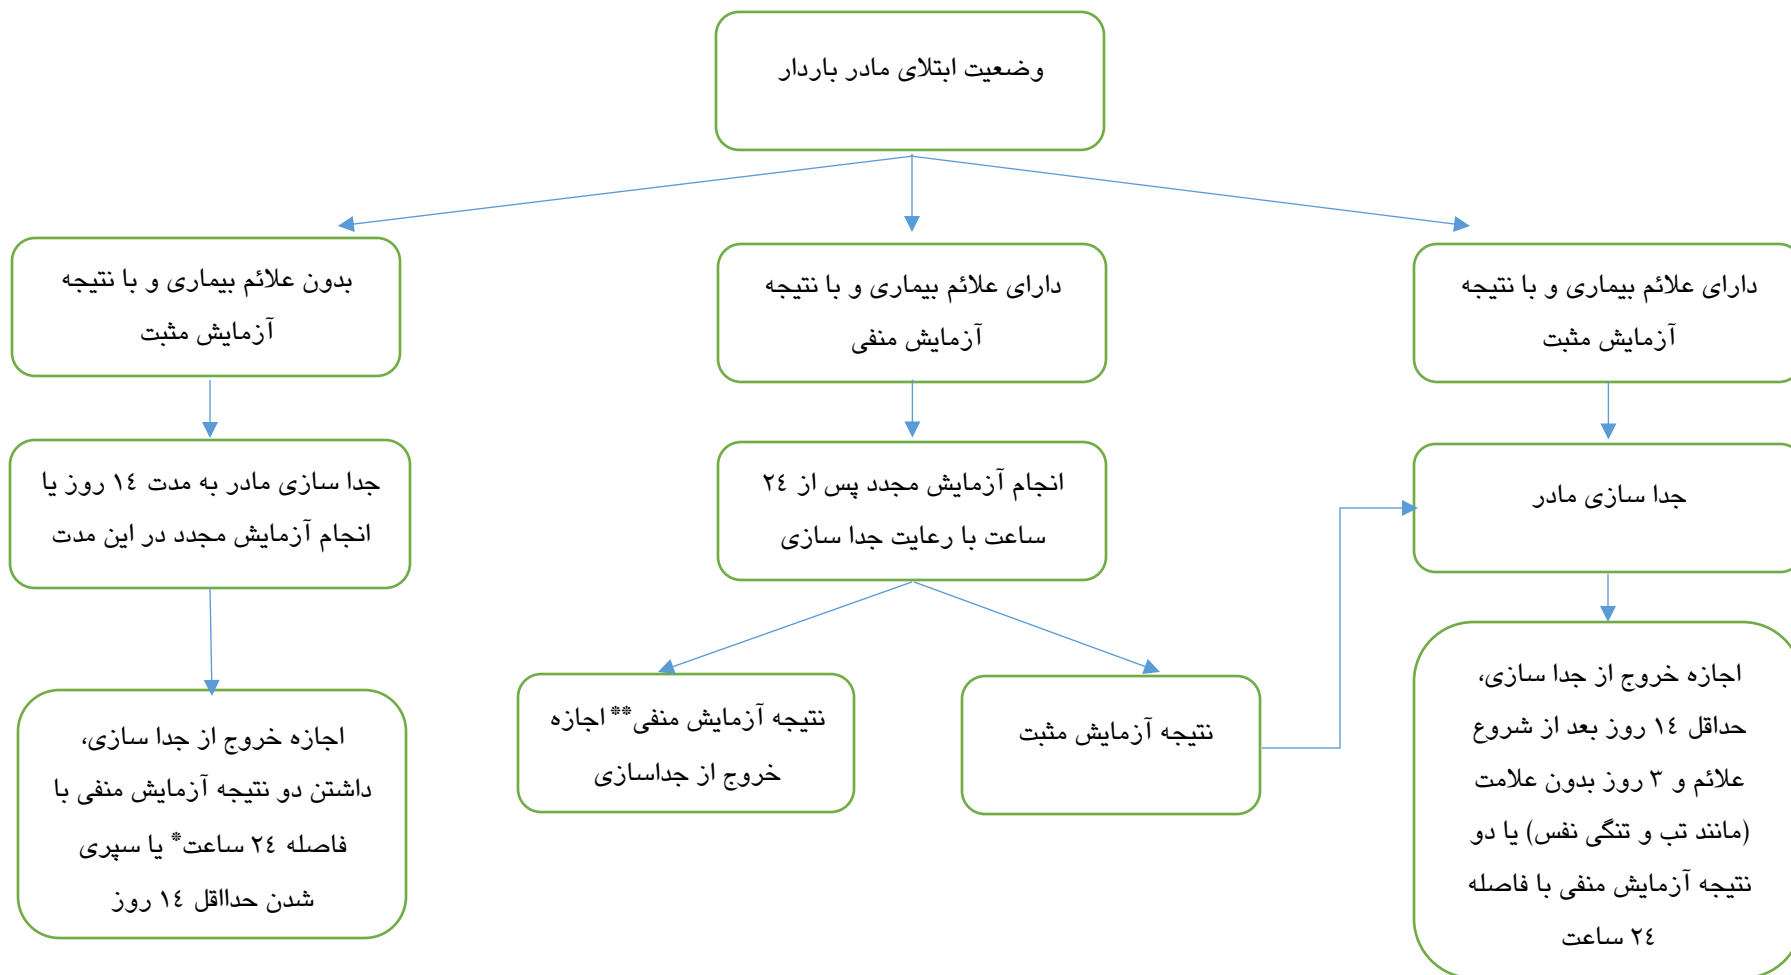 وضعیت ابتلای مادر باردار
دارای علائم بیماری و با نتیجه
آزمایش مثبت
دارای علائم بیماری و با نتیجه
آزمایش منفی
بدون علائم بیماری و با نتیجه
آزمایش مثبت
جدا سازی مادر
انجام آزمایش مجدد پس از ٢٤
ساعت با رعایت جدا سازی
جدا سازی مادر به مدت ١٤ روز یا
انجام آزمایش مجدد در این مدت
اجازه خروج از جدا سازی،
حداقل ١٤ روز بعد از شروع
علائم و ٣ روز بدون علامت
(مانند تب و تنگی نفس) یا دو
نتیجه آزمایش منفی با فاصله
٢٤ ساعت
نتیجه آزمایش مثبت
نتیجه آزمایش منفی** اجازه
خروج از جداسازی
اجازه خروج از جدا سازی،
داشتن دو نتیجه آزمایش منفی با
فاصله ٢٤ ساعت* یا سپری
شدن حدااقل ١٤ روز